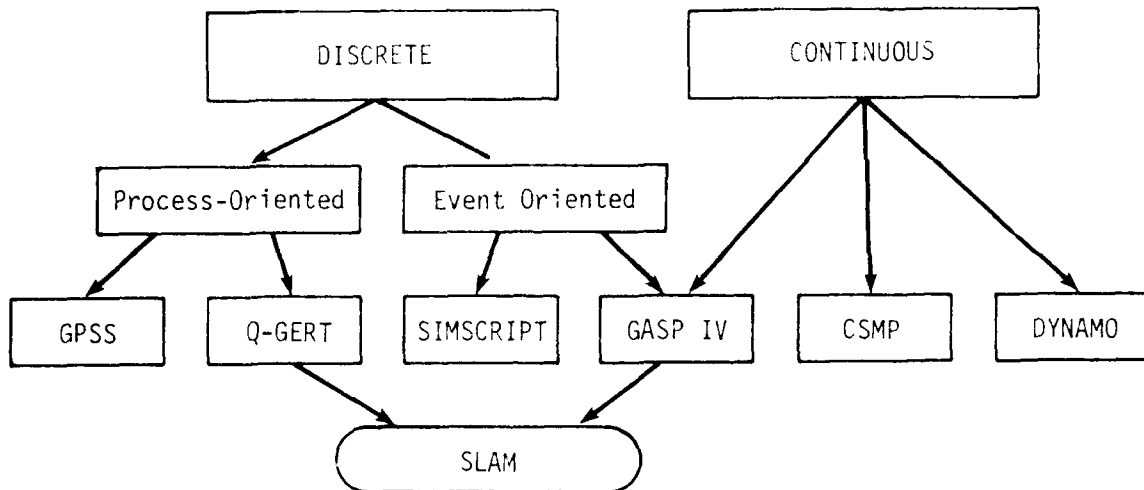 DISCRETE
CONTINUOUS
Process-Oriented
Event Oriented
GPSS
Q-GERT
SIMSCRIPT
GASP IV
CSMP
DYNAMO
SLAM